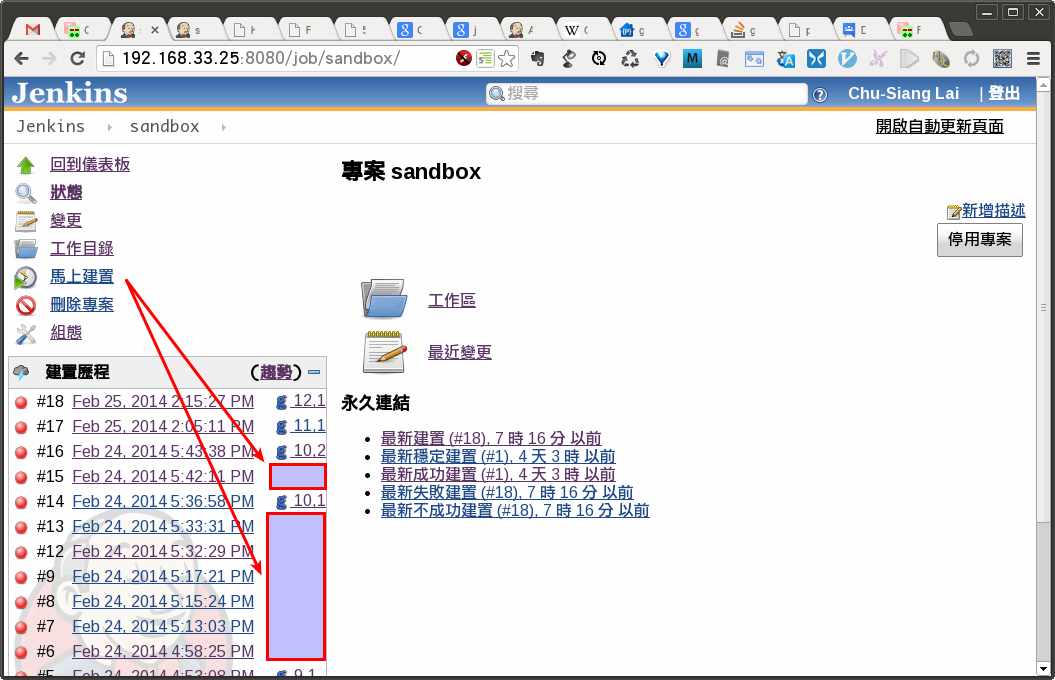 192.168.33.25:8080/job/sandbox/
Jenkins
搜尋
Chu-Siang Lai | 登出
Jenkins sandbox
開啟自動更新頁面
回到儀表板
狀態
變更
工作目錄
馬上建置
刪除專案
組態
建置歷程 (趨勢)
#18 Feb 25, 2014 2:15:27 PM 12,1
#17 Feb 25, 2014 2:05:11 PM 11,1
#16 Feb 24, 2014 5:43:38 PM 10,2
#15 Feb 24, 2014 5:42:11 PM
#14 Feb 24, 2014 5:36:58 PM 10,1
#13 Feb 24, 2014 5:33:31 PM
#12 Feb 24, 2014 5:32:29 PM
#9 Feb 24, 2014 5:17:21 PM
#8 Feb 24, 2014 5:15:24 PM
#7 Feb 24, 2014 5:13:03 PM
#6 Feb 24, 2014 4:58:25 PM
#5 Feb 24, 2014 4:53:08 PM 9,1
專案 sandbox
新增描述
停用專案
工作區
最近變更
永久連結
最新建置 (#18), 7 時 16 分 以前
最新穩定建置 (#1), 4 天 3 時 以前
最新成功建置 (#1), 4 天 3 時 以前
最新失敗建置 (#18), 7 時 16 分 以前
最新不成功建置 (#18), 7 時 16 分 以前